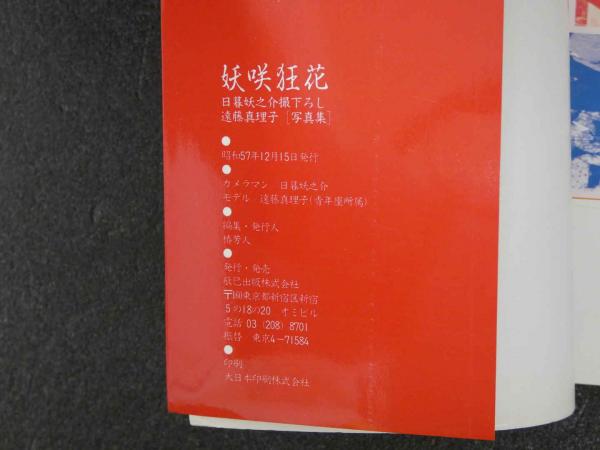 妖咲狂花
日暮妖之介撮下ろし
遠藤真理子［写真集］
●
昭和57年12月15日発行
●
カメラマン　日暮妖之介
モデル　遠藤真理子(青年座所属)
●
編集・発行人
椿芳人
●
発行・発売
辰巳出版株式会社
〒160東京都新宿区新宿
5の18の20　オミビル
電話 03（208）8701
振替　東京4－71584
●
印刷
大日本印刷株式会社